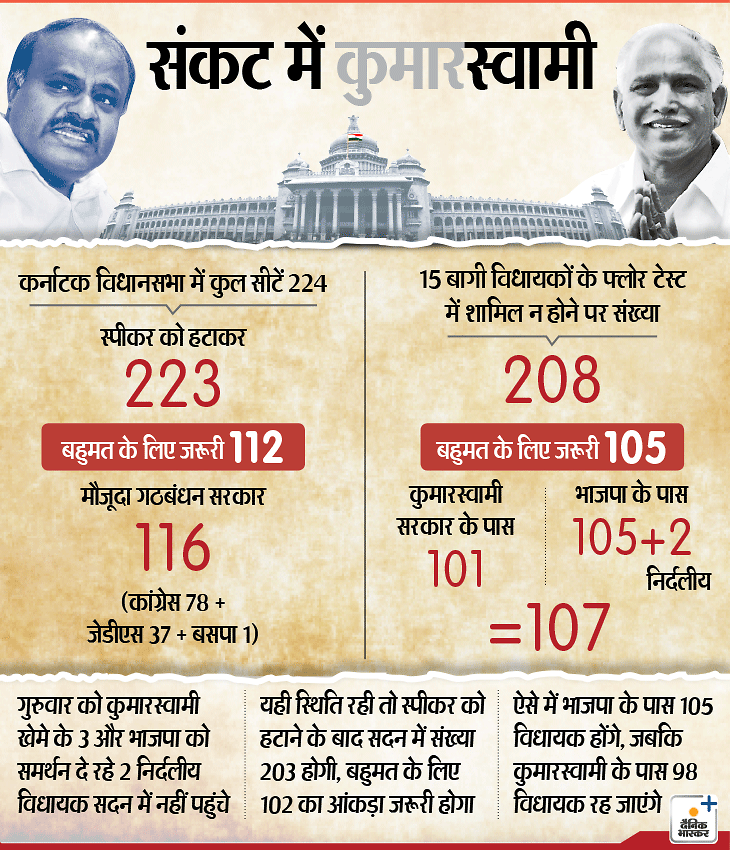 संकट में कुमारस्वामी
कर्नाटक विधानसभा में कुल सीटें 224
स्पीकर को हटाकर
223
बहुमत के लिए जरूरी 112
मौजूदा गठबंधन सरकार
116
(कांग्रेस 78 +
जेडीएस 37 + बसपा 1)
15 बागी विधायकों के फ्लोर टेस्ट
में शामिल न होने पर संख्या
208
बहुमत के लिए जरूरी 105
कुमारस्वामी
सरकार के पास
101
भाजपा के पास
105+2
निर्दलीय
=107
गुरुवार को कुमारस्वामी
खेमे के 3 और भाजपा को
समर्थन दे रहे 2 निर्दलीय
विधायक सदन में नहीं पहुंचे
यही स्थिति रही तो स्पीकर को
हटाने के बाद सदन में संख्या
203 होगी, बहुमत के लिए
102 का आंकड़ा जरूरी होगा
ऐसे में भाजपा के पास 105
विधायक होंगे, जबकि
कुमारस्वामी के पास 98
विधायक रह जाएंगे
दैनिक
भास्कर